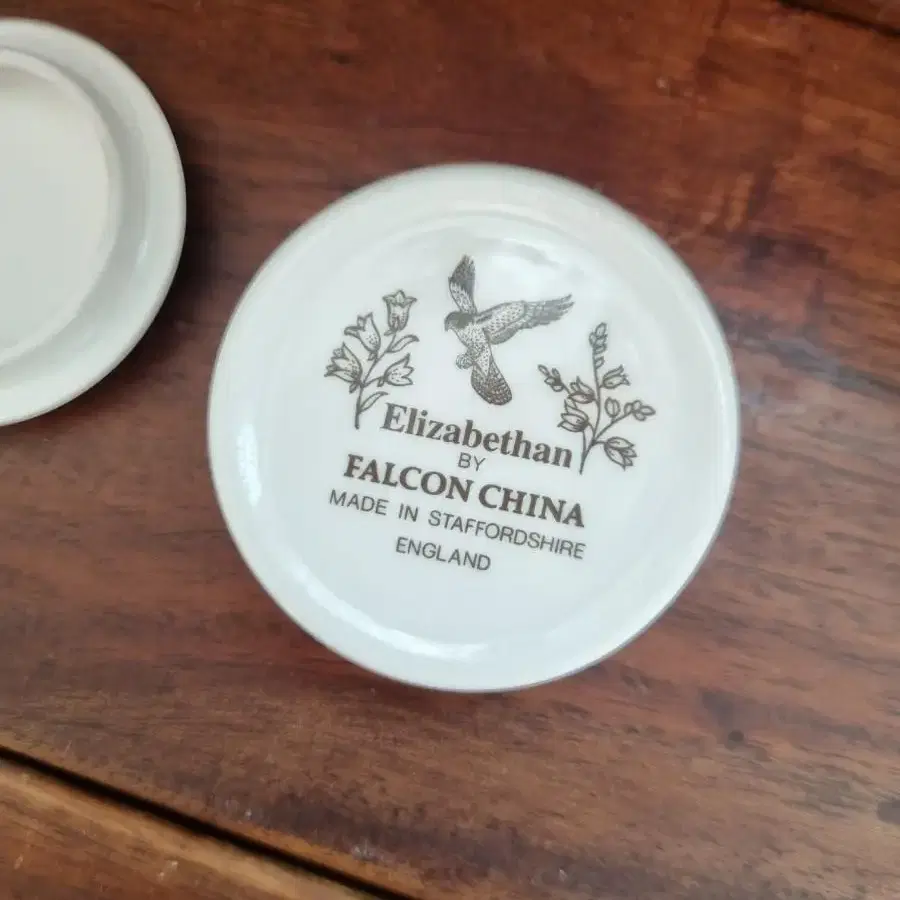 Elizabethan
BY
FALCON CHINA
MADE IN STAFFORDSHIRE
ENGLAND